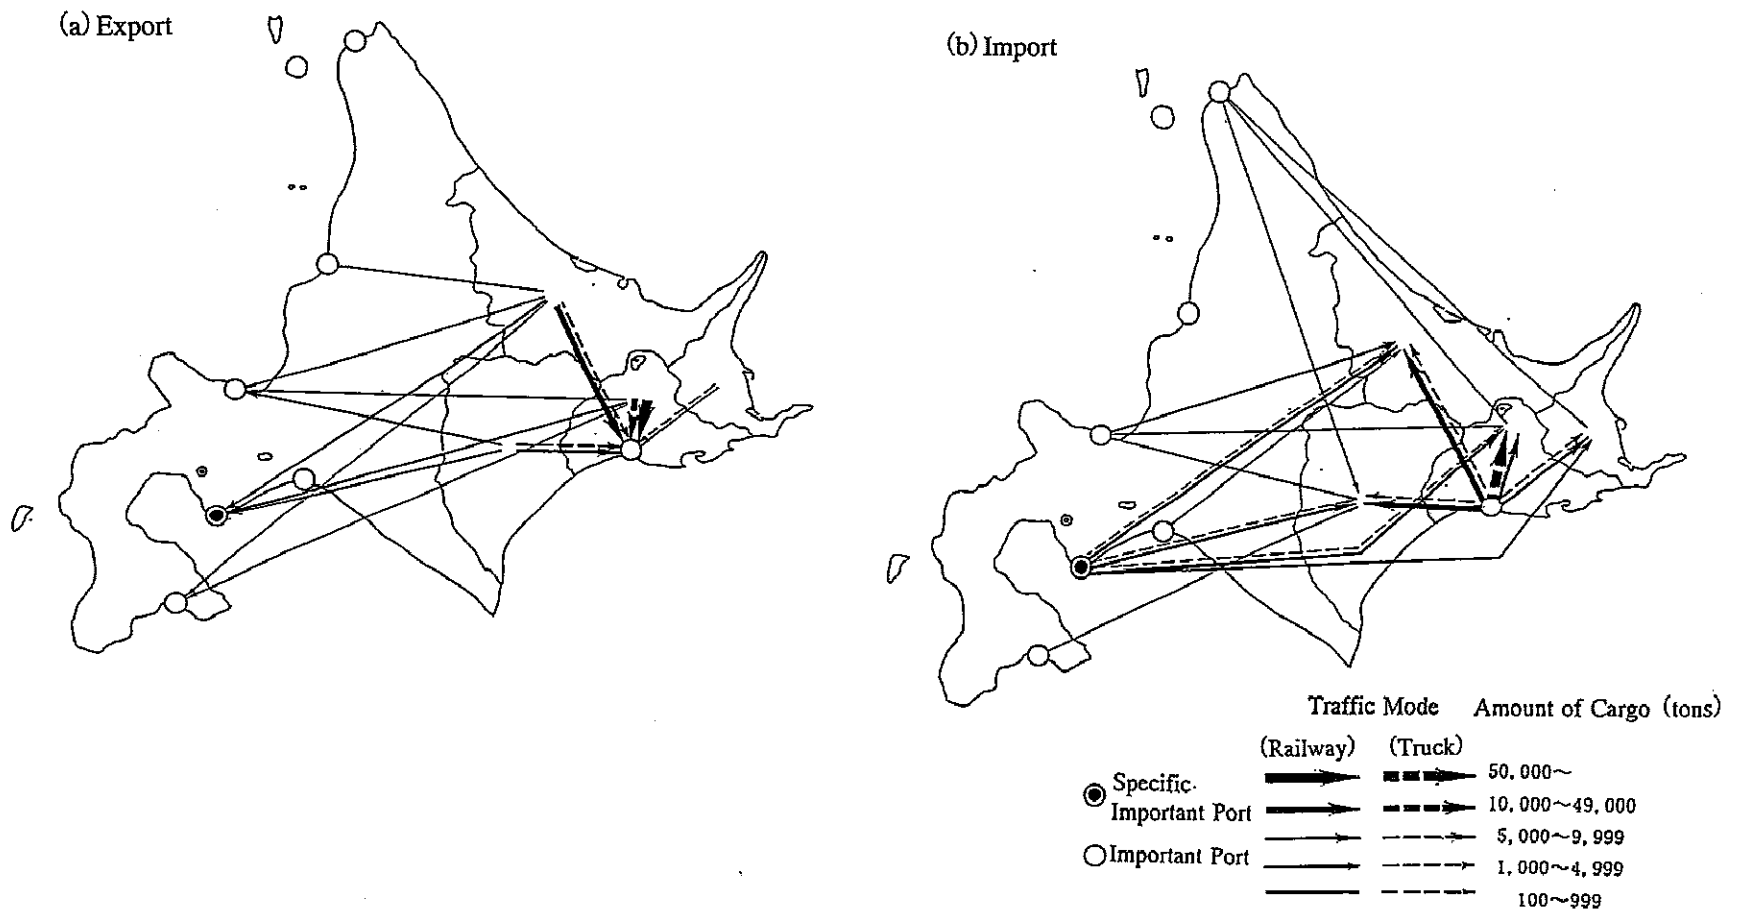 (a) Export
(b) Import
Traffic Mode Amount of Cargo (tons)
(Railway) (Truck)
50,000~
Specific
Important Port
10,000~49,000
5,000~9,999
Important Port
1,000~4,999
100~999